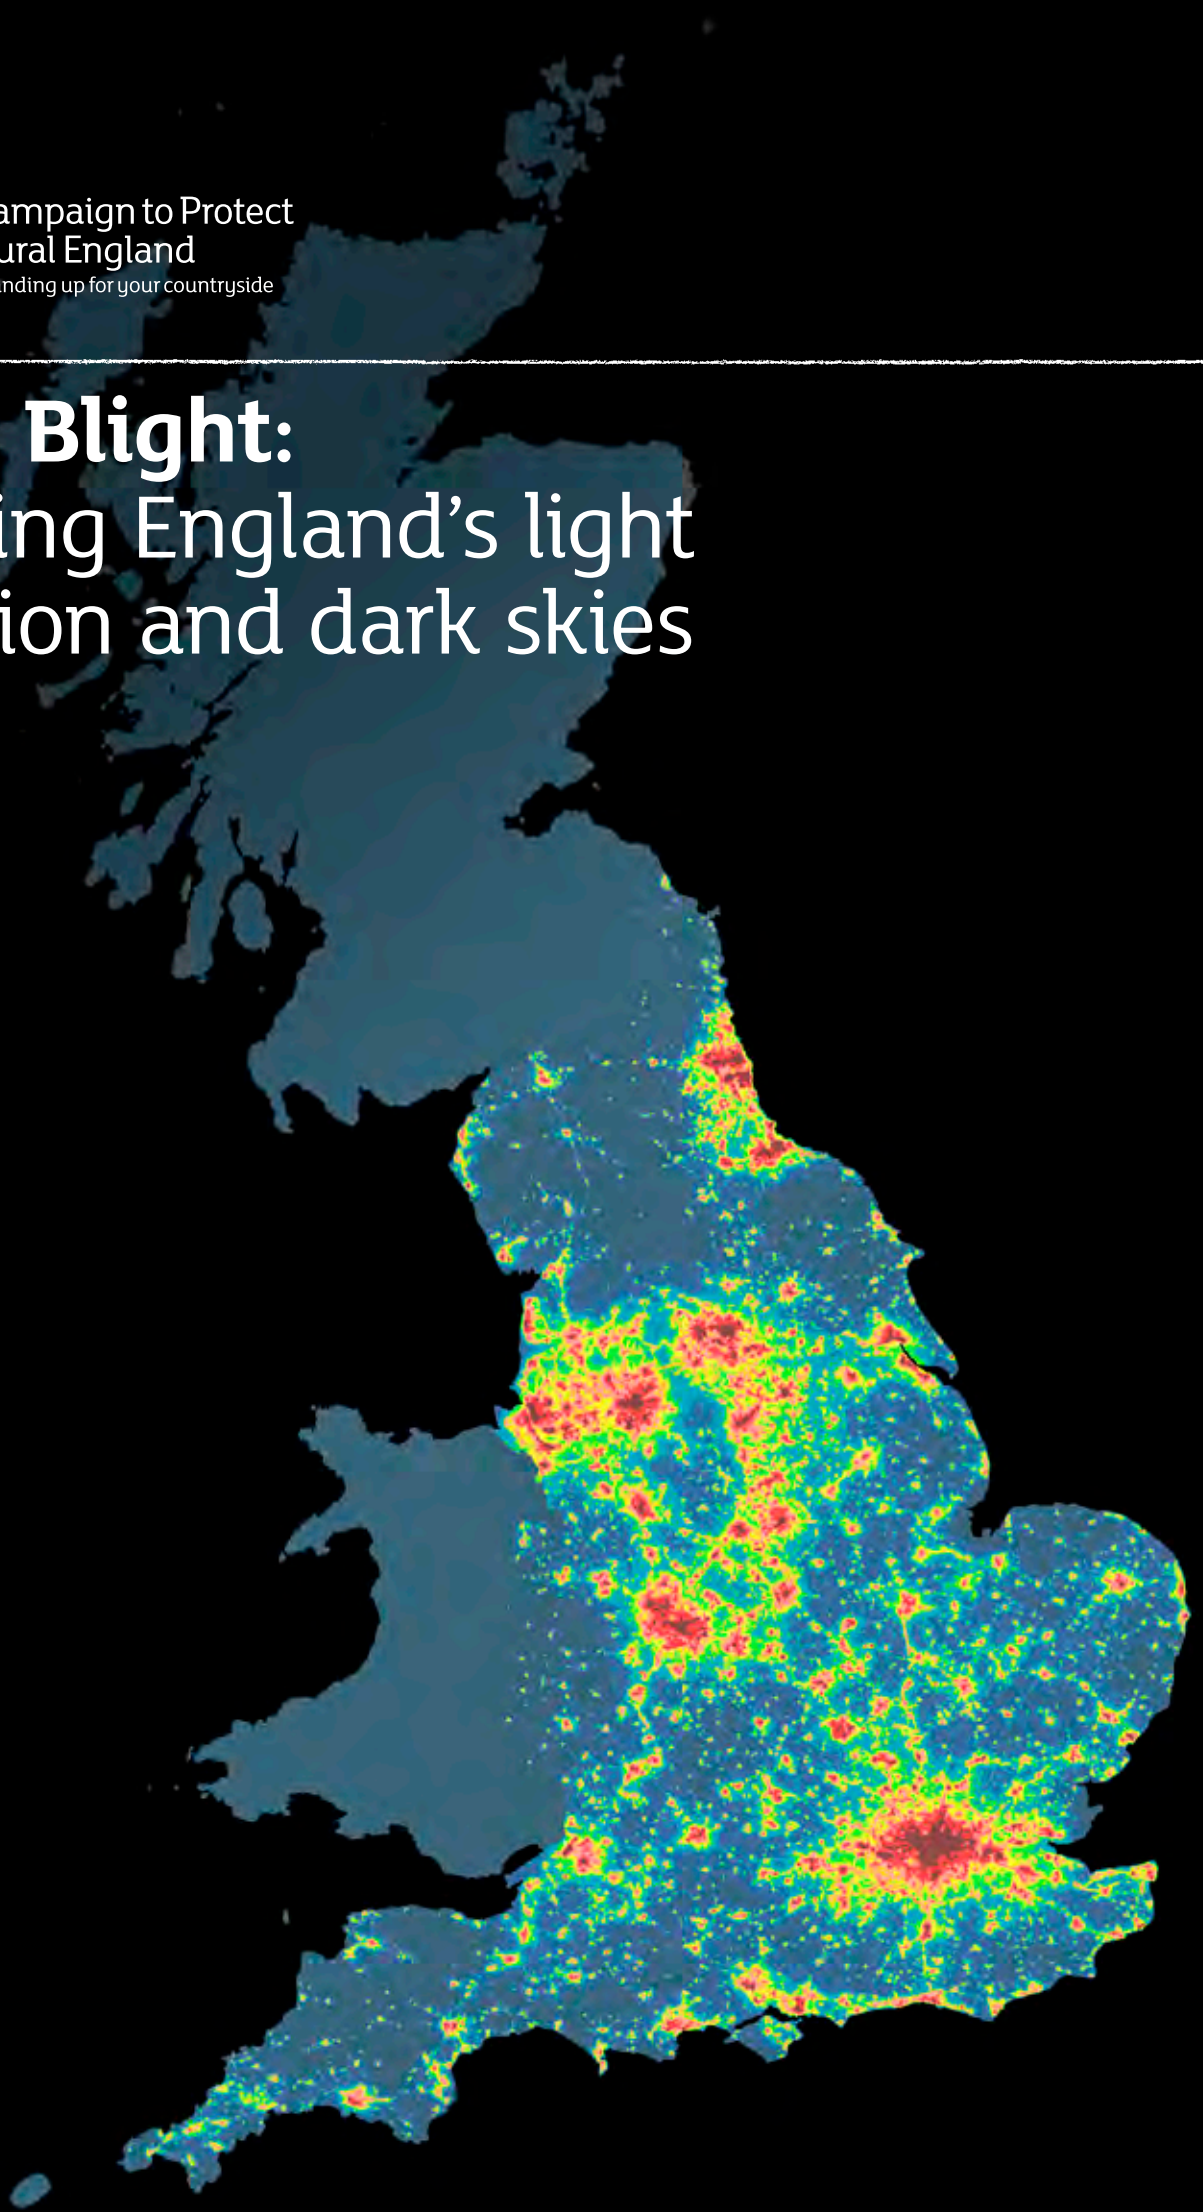 ampaign to Protect
ural England
nding up for your countryside
Blight:
ing England's light
ion and dark skies